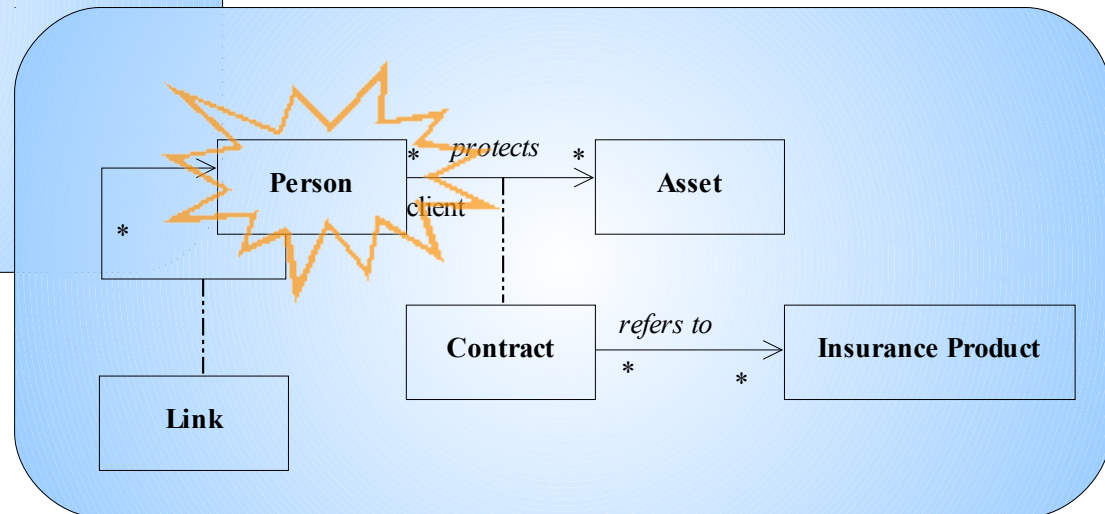 * protects *
Person
Asset
client
*
refers to
Contract
Insurance Product
* *
Link